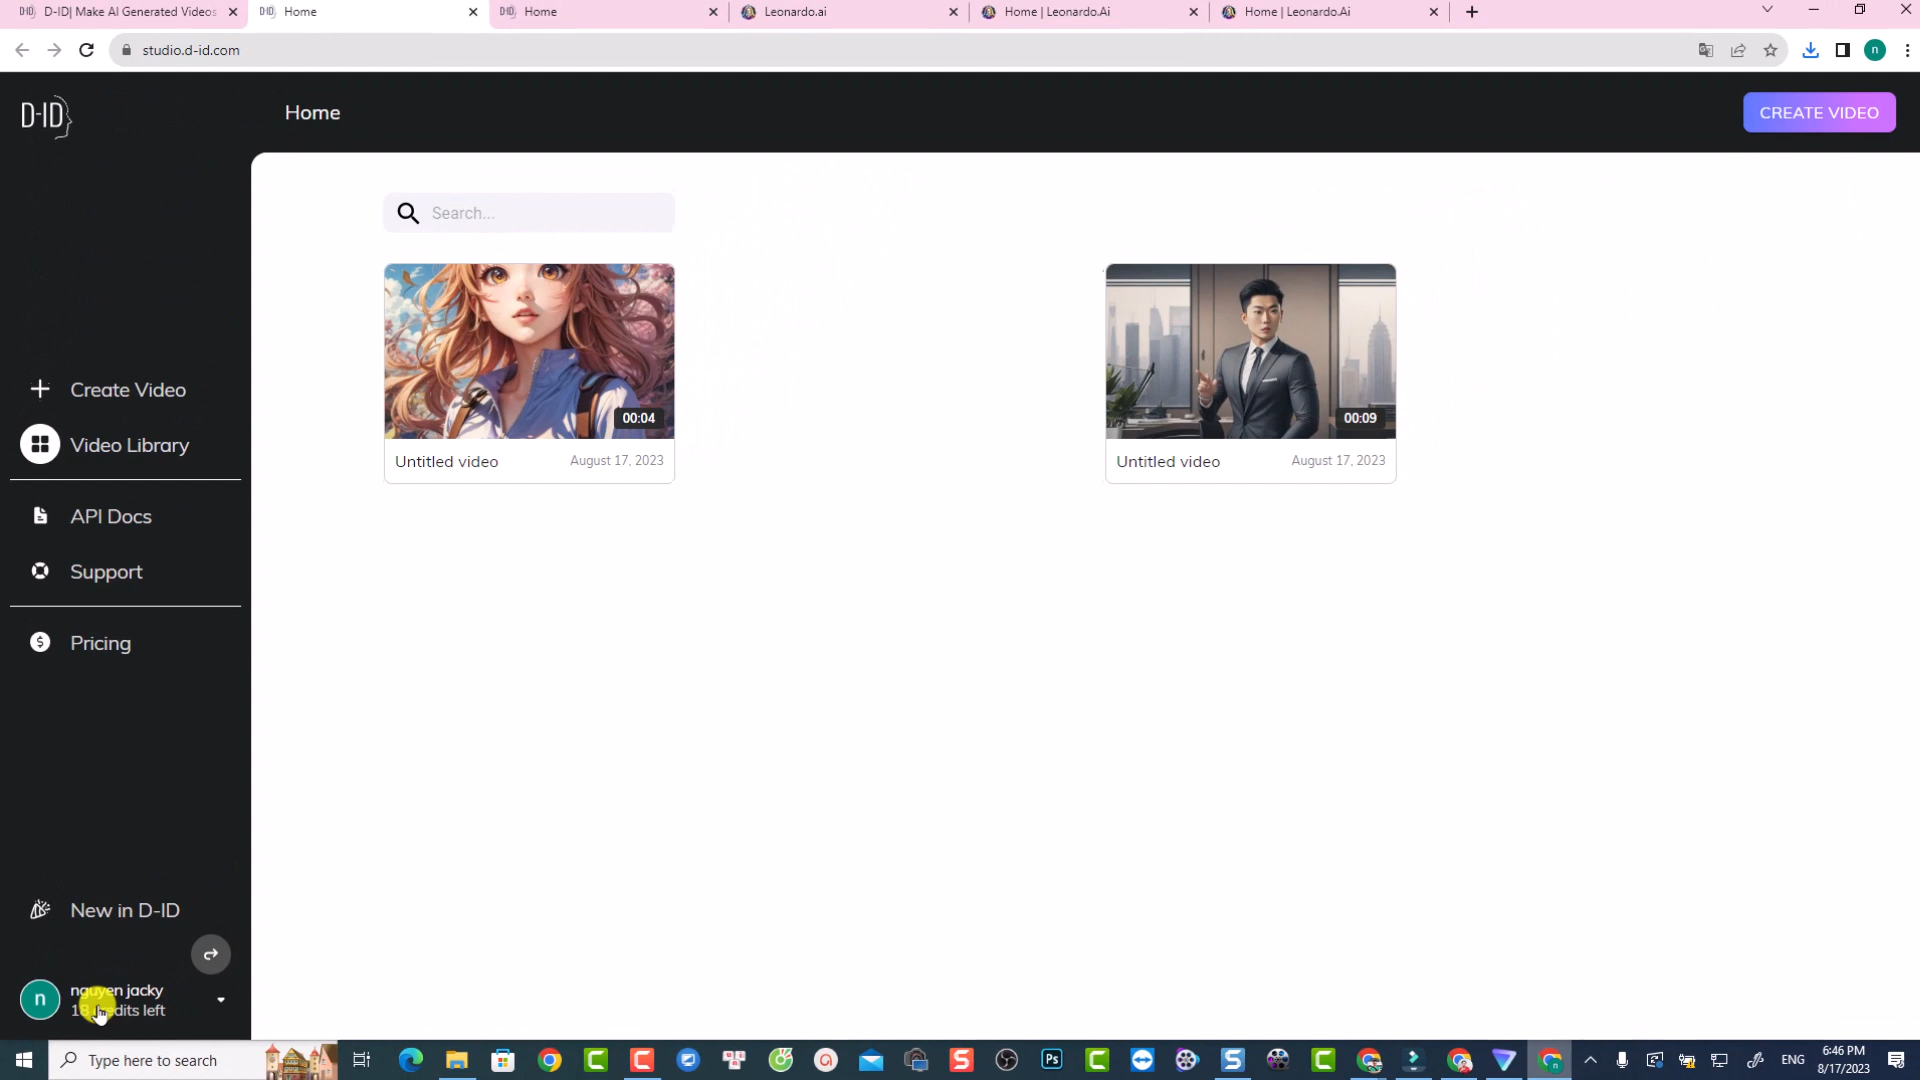 D-ID| Make AI Generated Videos
Home
Home
Leonardo.ai
Home | Leonardo.Ai
Home | Leonardo.Ai
studio.d-id.com
n
D-ID
Home
CREATE VIDEO
Search...
00:04
Untitled video
August 17, 2023
00:09
Untitled video
August 17, 2023
Create Video
Video Library
API Docs
Support
Pricing
New in D-ID
n
nguyen jacky
credits left
Type here to search
Ps
ENG
6:46 PM
8/17/2023